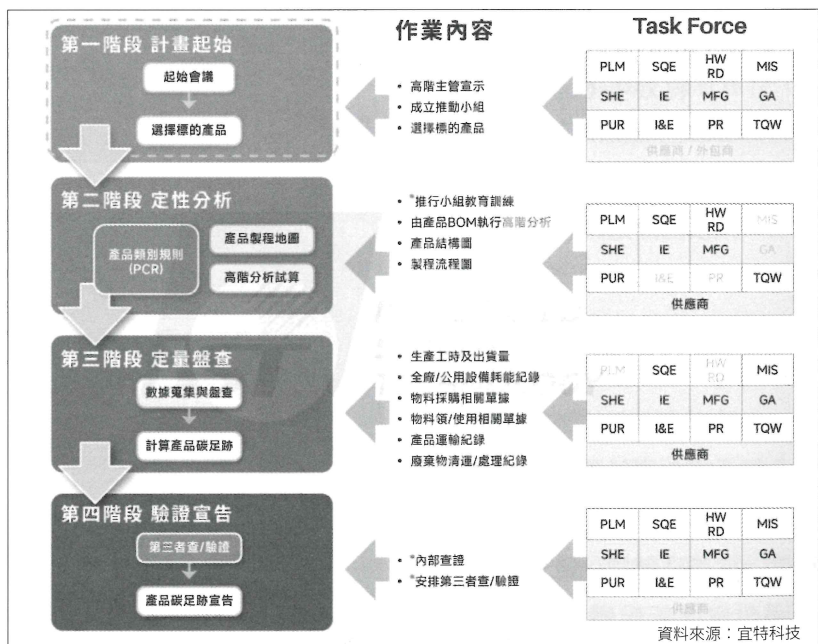 作業內容
Task Force
第一階段 計畫起始
起始會議
選擇標的產品
• 高階主管宣示
• 成立推動小組
• 選擇標的產品
PLM SQE HW RD MIS
SHE IE MFG GA
PUR I&E PR TQW
供應商 / 外包商
第二階段 定性分析
產品類別規則
(PCR)
產品製程地圖
高階分析試算
• *推行小組教育訓練
• 由產品BOM執行高階分析
• 產品結構圖
• 製程流程圖
PLM SQE HW RD MIS
SHE IE MFG GA
PUR I&E PR TQW
供應商
第三階段 定量盤查
數據蒐集與盤查
計算產品碳足跡
• 生產工時及出貨量
• 全廠/公用設備耗能紀錄
• 物料採購相關單據
• 物料領/使用相關單據
• 產品運輸紀錄
• 廢棄物清運/處理紀錄
PLM SQE HW RD MIS
SHE IE MFG GA
PUR I&E PR TQW
供應商
第四階段 驗證宣告
第三者查/驗證
產品碳足跡宣告
• *內部查證
• *安排第三者查/驗證
PLM SQE HW RD MIS
SHE IE MFG GA
PUR I&E PR TQW
供應商
資料來源：宜特科技